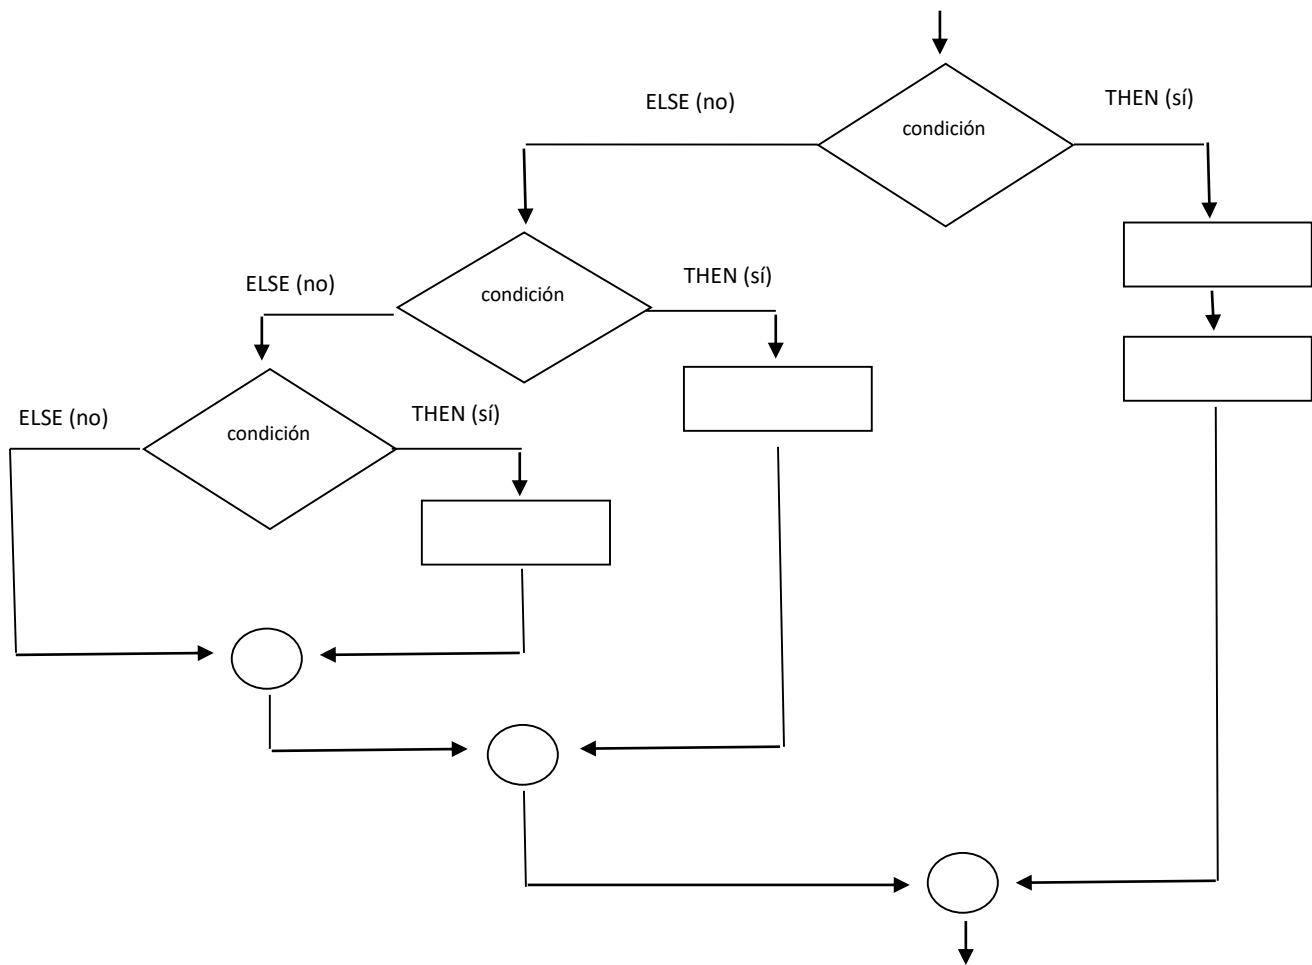 ELSE (no)
THEN (sí)
condición
ELSE (no)
THEN (sí)
condición
ELSE (no)
THEN (sí)
condición